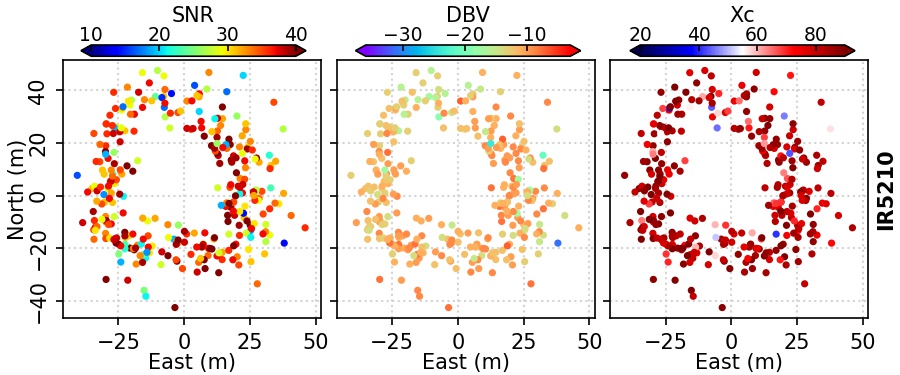 SNR DBV Xc
10 20 30 40 −30 −20 −10 20 40 60 80
40
20
0
−20
−40
North (m)
IR5210
−25 0 25 50 −25 0 25 50 −25 0 25 50
East (m) East (m) East (m)